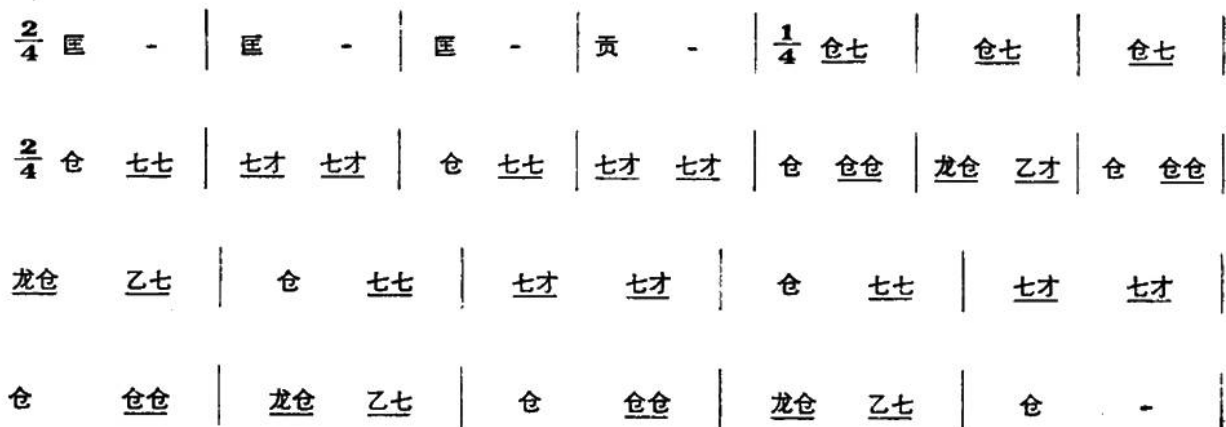 2/4 匡 - | 匡 - | 匡 - | 贡 - | 1/4 仓七 | 仓七 | 仓七 |
2/4 仓 七七 | 七才 七才 | 仓 七七 | 七才 七才 | 仓 仓仓 | 龙仓 乙才 | 仓 仓仓 |
龙仓 乙七 | 仓 七七 | 七才 七才 | 仓 七七 | 七才 七才 |
仓 仓仓 | 龙仓 乙七 | 仓 仓仓 | 龙仓 乙七 | 仓 - |